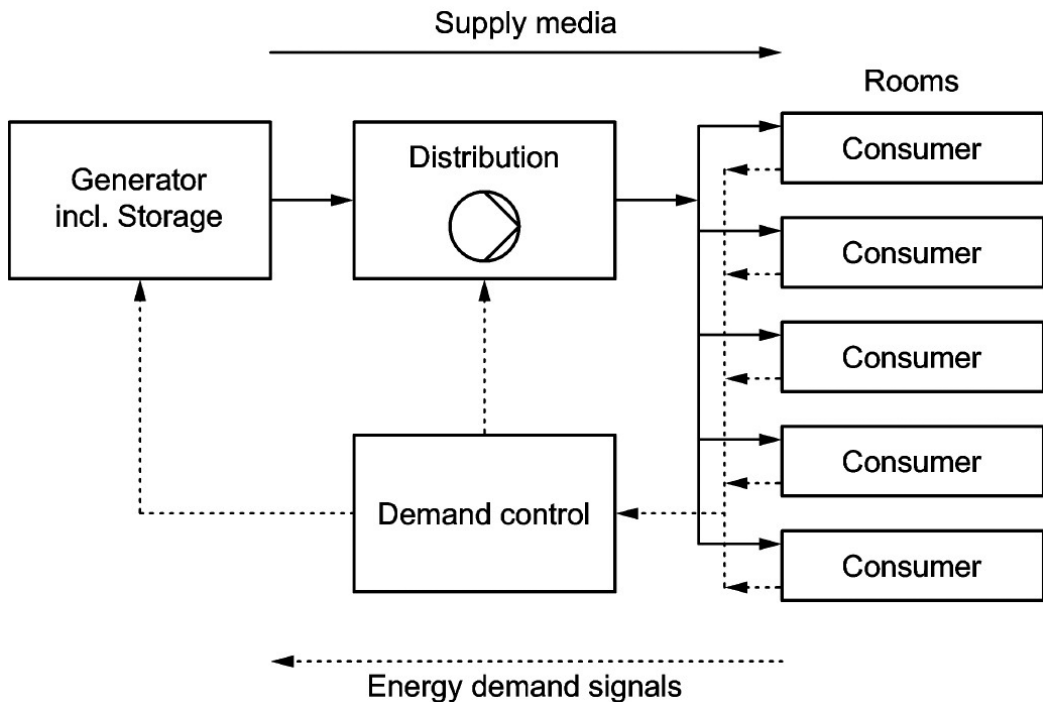 Supply media
Rooms
Generator
incl. Storage
Distribution
Consumer
Consumer
Consumer
Consumer
Consumer
Demand control
Energy demand signals